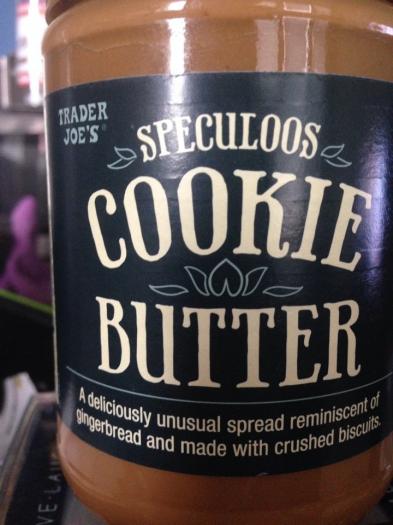 TRADER
JOE'S
SPECULOOS
COOKIE
BUTTER
A deliciously unusual spread reminiscent of
gingerbread and made with crushed biscuits.